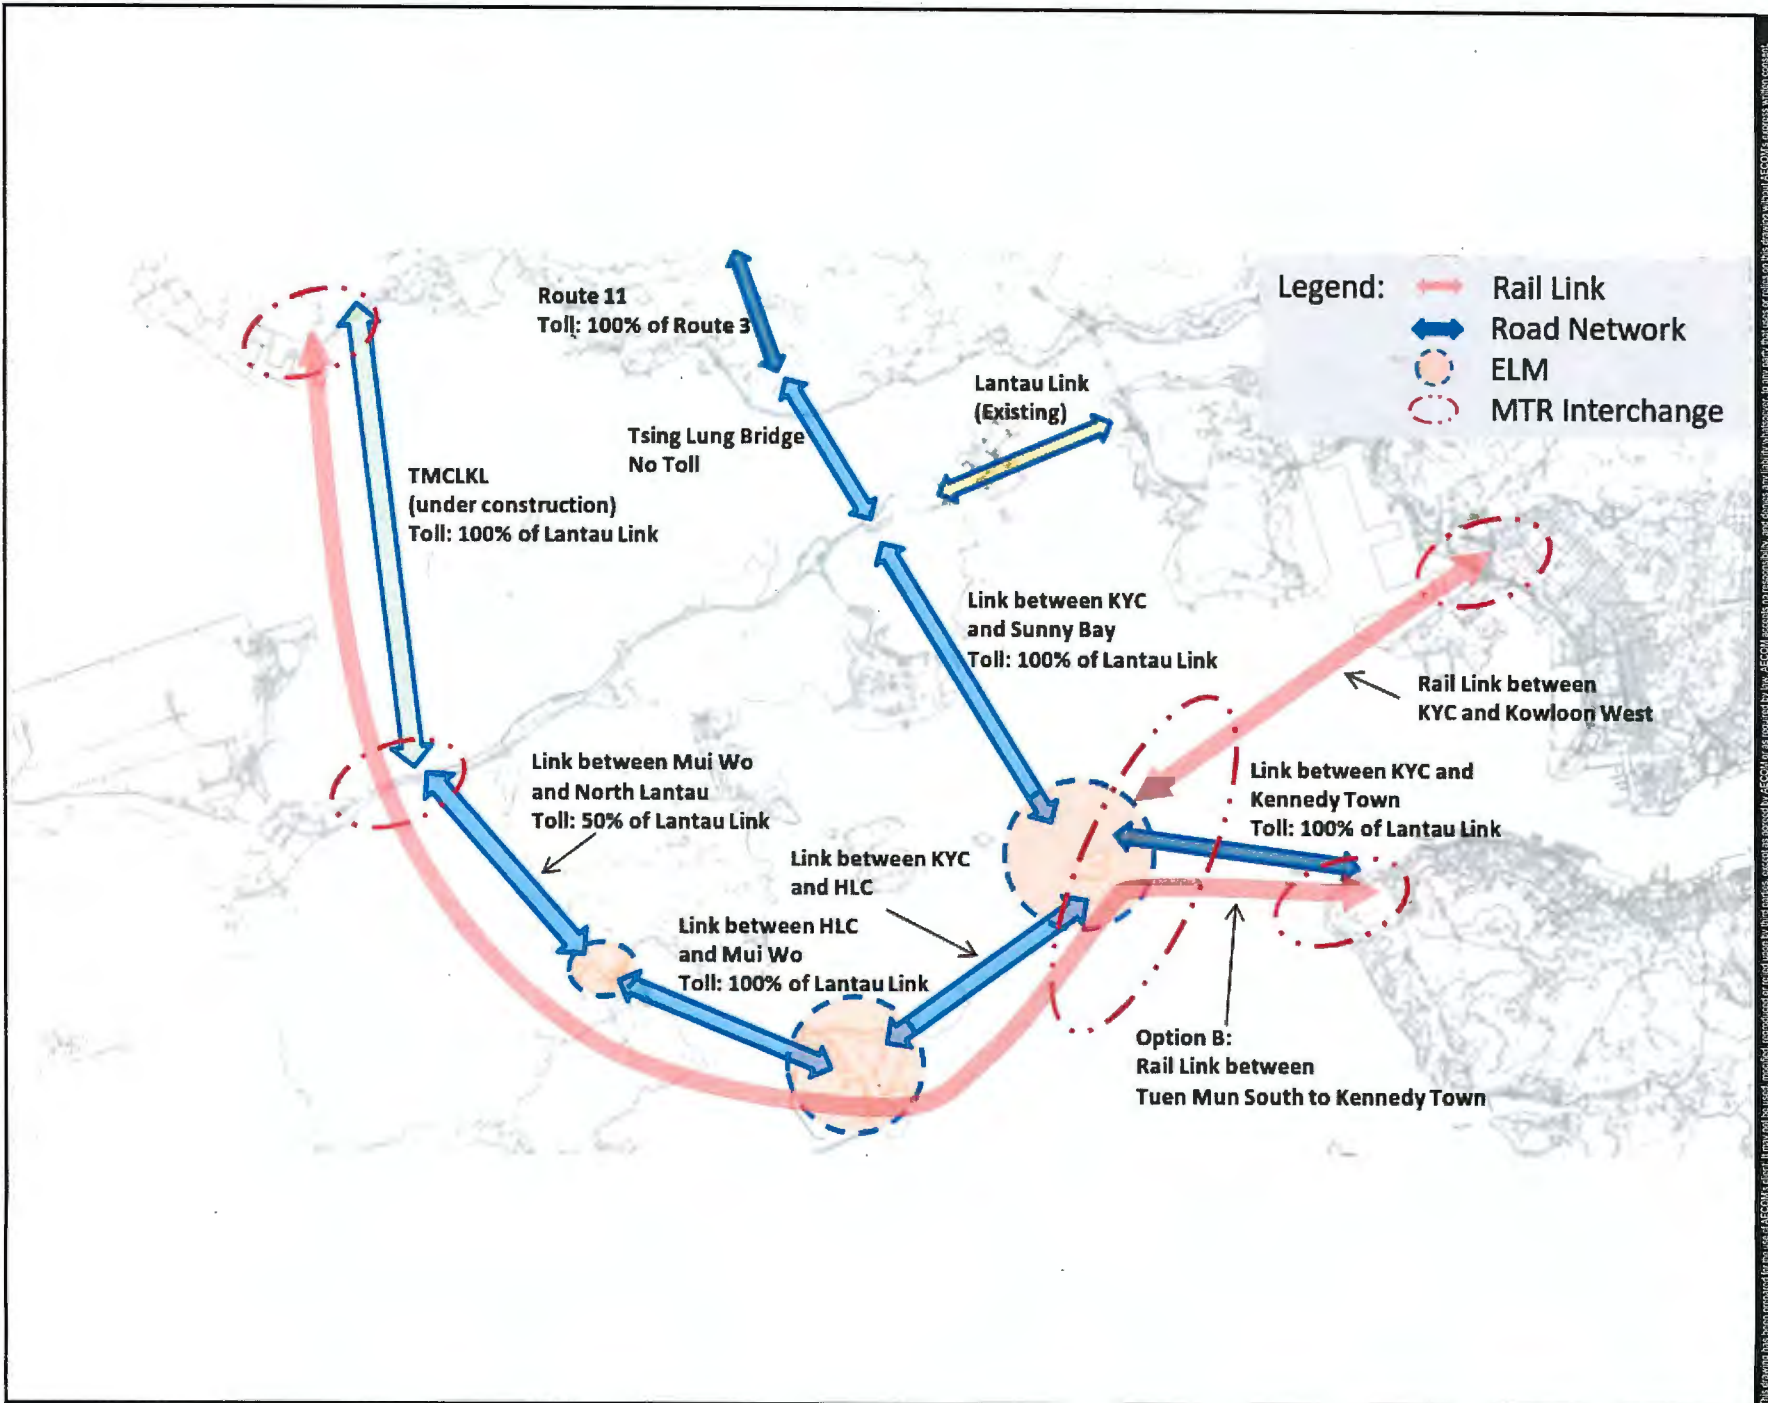 Route 11
Toll: 100% of Route 3
Legend:
Rail Link
Road Network
ELM
MTR Interchange
Lantau Link
(Existing)
Tsing Lung Bridge
No Toll
TMCLKL
(under construction)
Toll: 100% of Lantau Link
Link between KYC
and Sunny Bay
Toll: 100% of Lantau Link
Rail Link between
KYC and Kowloon West
Link between Mui Wo
and North Lantau
Toll: 50% of Lantau Link
Link between KYC and
Kennedy Town
Toll: 100% of Lantau Link
Link between KYC
and HLC
Link between HLC
and Mui Wo
Toll: 100% of Lantau Link
Option B:
Rail Link between
Tuen Mun South to Kennedy Town